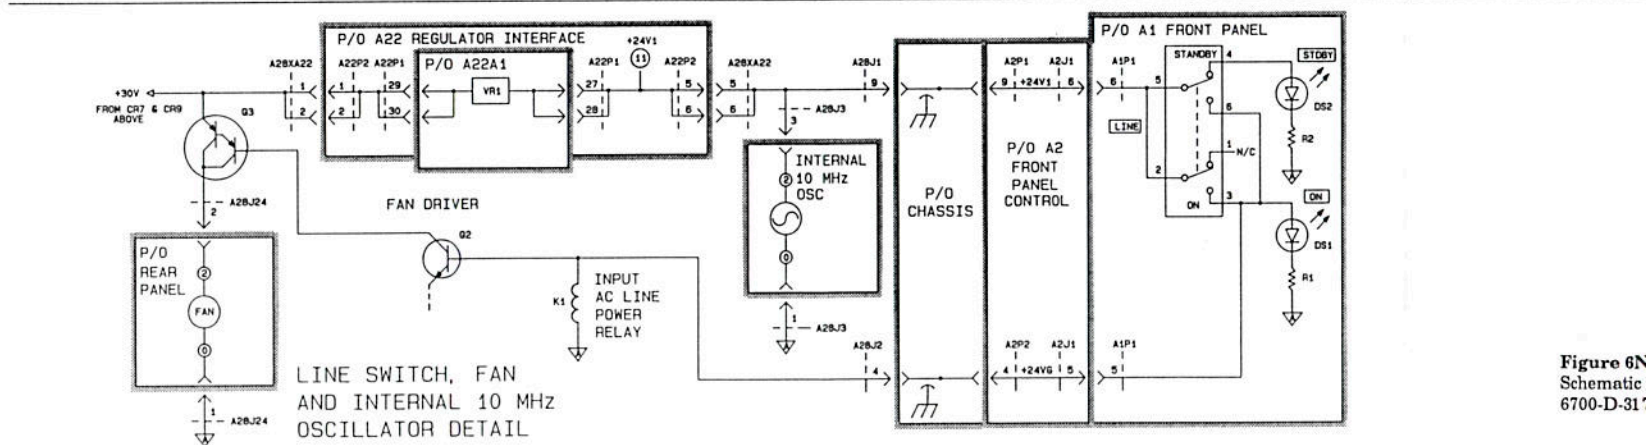 P/O A22 REGULATOR INTERFACE
+24V1
11
A28XA22
A22P2 A22P1
P/O A22A1
A22P1
A22P2
A28XA22
A28J1
1
1
29
VR1
27
5
5
9
2
2
30
28
6
6
+30V
FROM CR7 & CR9
ABOVE
Q3
A28J24
2
P/O
REAR
PANEL
2
FAN
0
1
A28J24
FAN DRIVER
Q2
K1
INPUT
AC LINE
POWER
RELAY
A28J3
3
INTERNAL
10 MHz
OSC
2
0
1
A28J3
A28J2
4
P/O
CHASSIS
A2P1
A2J1
9 +24V1 6
P/O A2
FRONT
PANEL
CONTROL
A2P2
A2J1
4 +24VG 5
P/O A1 FRONT PANEL
A1P1
6
5
STANDBY
4
STDBY
DS2
6
R2
LINE
1
N/C
2
ON
3
ON
DS1
R1
A1P1
5
LINE SWITCH, FAN
AND INTERNAL 10 MHz
OSCILLATOR DETAIL
Figure 6N
Schematic
6700-D-317